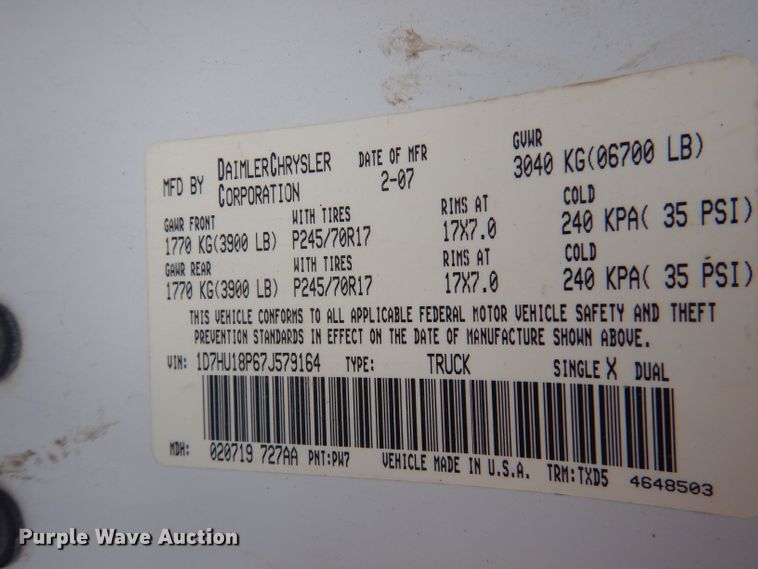 MFD BY DAIMLERCHRYSLER CORPORATION DATE OF MFR 2-07 GVWR 3040 KG(06700 LB)
GAWR FRONT WITH TIRES RIMS AT COLD
1770 KG(3900 LB) P245/70R17 17X7.0 240 KPA( 35 PSI)
GAWR REAR WITH TIRES RIMS AT COLD
1770 KG(3900 LB) P245/70R17 17X7.0 240 KPA( 35 PSI)
THIS VEHICLE CONFORMS TO ALL APPLICABLE FEDERAL MOTOR VEHICLE SAFETY AND THEFT
PREVENTION STANDARDS IN EFFECT ON THE DATE OF MANUFACTURE SHOWN ABOVE.
VIN: 1D7HU18P67J579164 TYPE: TRUCK SINGLE X DUAL
MDH: 020719 727AA PNT:PW7 VEHICLE MADE IN U.S.A. TRM:TXD5 4648503
Purple Wave Auction